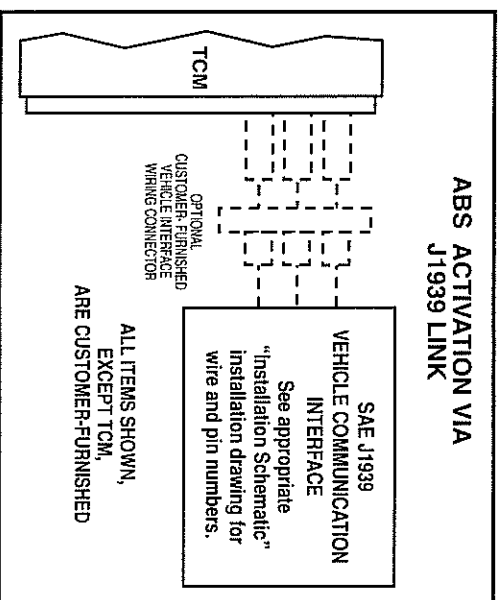 ABS ACTIVATION VIA
J1939 LINK
TCM
OPTIONAL
CUSTOMER- FURNISHED
VEHICLE INTERFACE
WIRING CONNECTOR
SAE J1939
VEHICLE COMMUNICATION
INTERFACE
See appropriate
"Installation Schematic"
installation drawing for
wire and pin numbers.
ALL ITEMS SHOWN,
EXCEPT TCM,
ARE CUSTOMER-FURNISHED